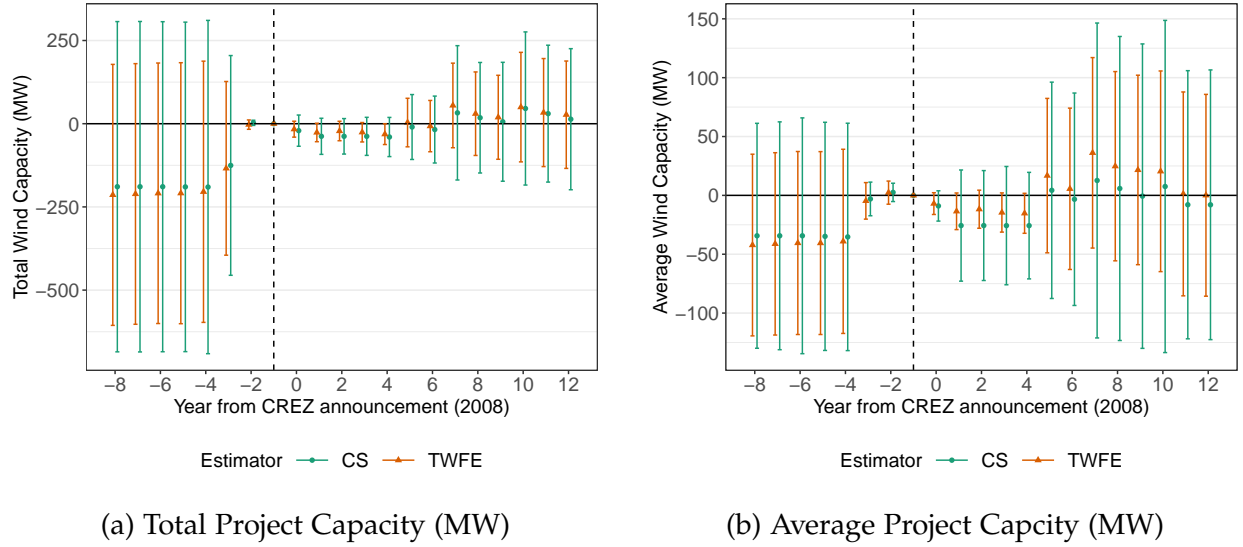 250
0
−250
−500
Total Wind Capacity (MW)
−8 −6 −4 −2 0 2 4 6 8 10 12
Year from CREZ announcement (2008)
Estimator CS TWFE
(a) Total Project Capacity (MW)
150
100
50
0
−50
−100
Average Wind Capacity (MW)
−8 −6 −4 −2 0 2 4 6 8 10 12
Year from CREZ announcement (2008)
Estimator CS TWFE
(b) Average Project Capcity (MW)